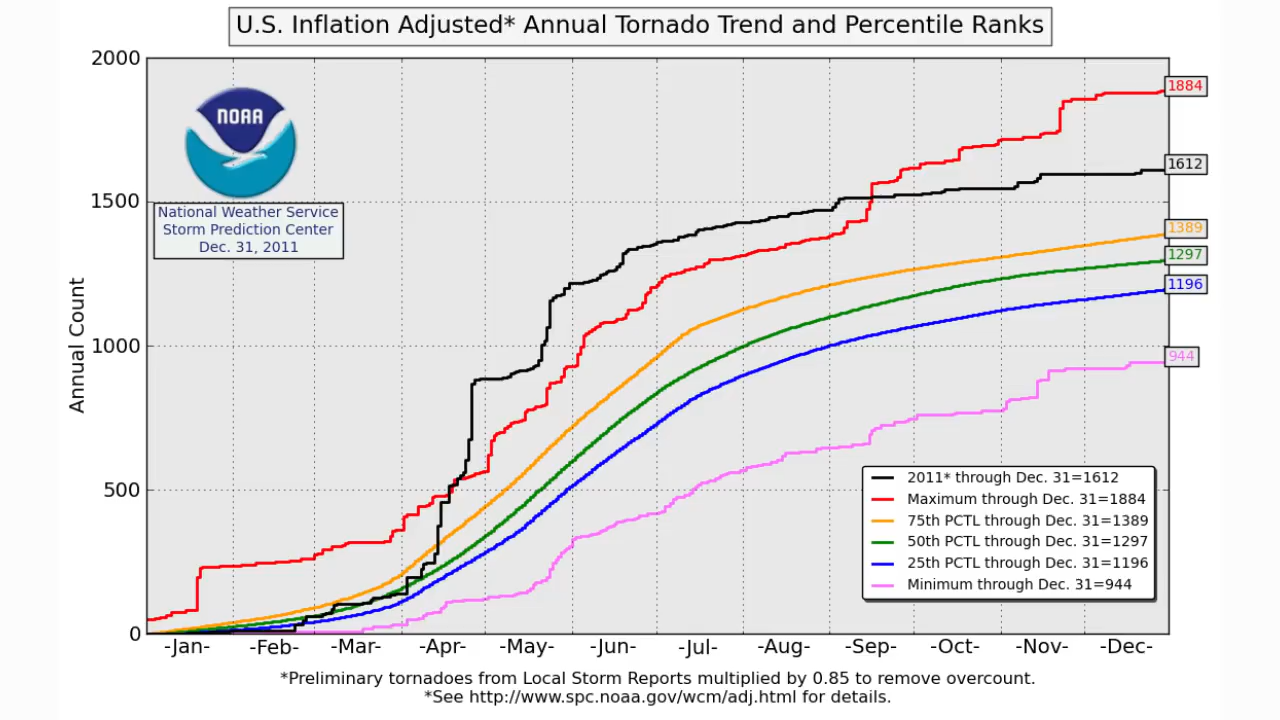 U.S. Inflation Adjusted* Annual Tornado Trend and Percentile Ranks
2000
1500
1000
500
0
Annual Count
NOAA
National Weather Service
Storm Prediction Center
Dec. 31, 2011
1884
1612
1389
1297
1196
944
2011* through Dec. 31=1612
Maximum through Dec. 31=1884
75th PCTL through Dec. 31=1389
50th PCTL through Dec. 31=1297
25th PCTL through Dec. 31=1196
Minimum through Dec. 31=944
-Jan- -Feb- -Mar- -Apr- -May- -Jun- -Jul- -Aug- -Sep- -Oct- -Nov- -Dec-
*Preliminary tornadoes from Local Storm Reports multiplied by 0.85 to remove overcount.
*See http://www.spc.noaa.gov/wcm/adj.html for details.